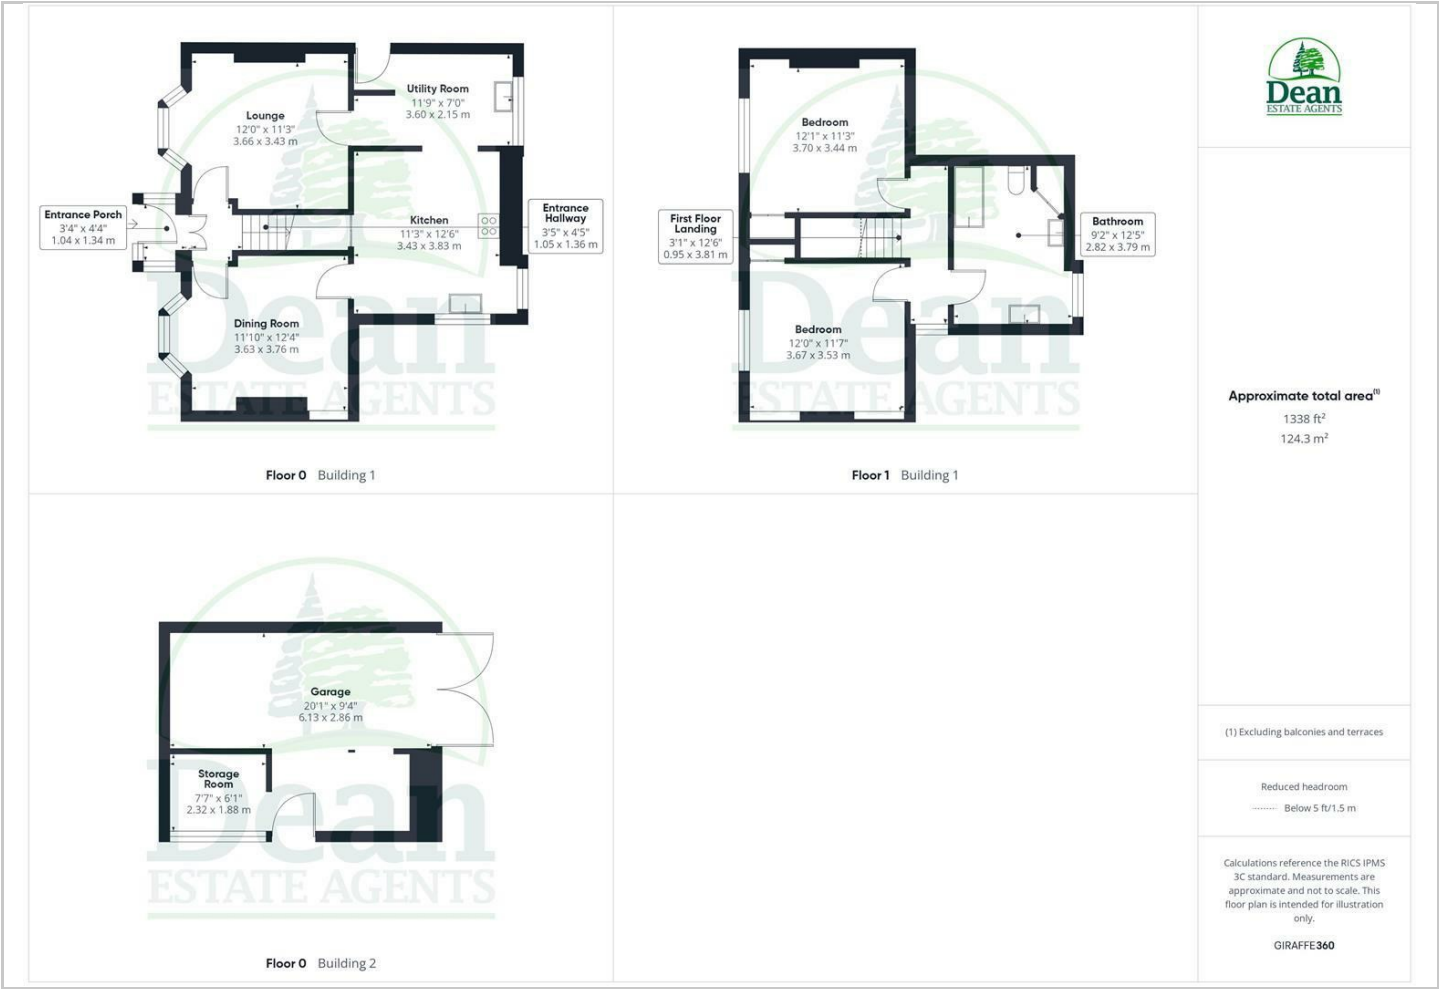 Lounge
12'0" x 11'3"
3.66 x 3.43 m
Utility Room
11'9" x 7'0"
3.60 x 2.15 m
Entrance Porch
3'4" x 4'4"
1.04 x 1.34 m
Kitchen
11'3" x 12'6"
3.43 x 3.83 m
Entrance
Hallway
3'5" x 4'5"
1.05 x 1.36 m
Dining Room
11'10" x 12'4"
3.63 x 3.76 m
Dean
ESTATE AGENTS
Floor 0 Building 1
Bedroom
12'1" x 11'3"
3.70 x 3.44 m
First Floor
Landing
3'1" x 12'6"
0.95 x 3.81 m
Bathroom
9'2" x 12'5"
2.82 x 3.79 m
Bedroom
12'0" x 11'7"
3.67 x 3.53 m
Dean
ESTATE AGENTS
Floor 1 Building 1
Garage
20'1" x 9'4"
6.13 x 2.86 m
Storage
Room
7'7" x 6'1"
2.32 x 1.88 m
Dean
ESTATE AGENTS
Floor 0 Building 2
Dean
ESTATE AGENTS
Approximate total area(1)
1338 ft²
124.3 m²
(1) Excluding balconies and terraces
Reduced headroom
Below 5 ft/1.5 m
Calculations reference the RICS IPMS
3C standard. Measurements are
approximate and not to scale. This
floor plan is intended for illustration
only.
GIRAFFE360